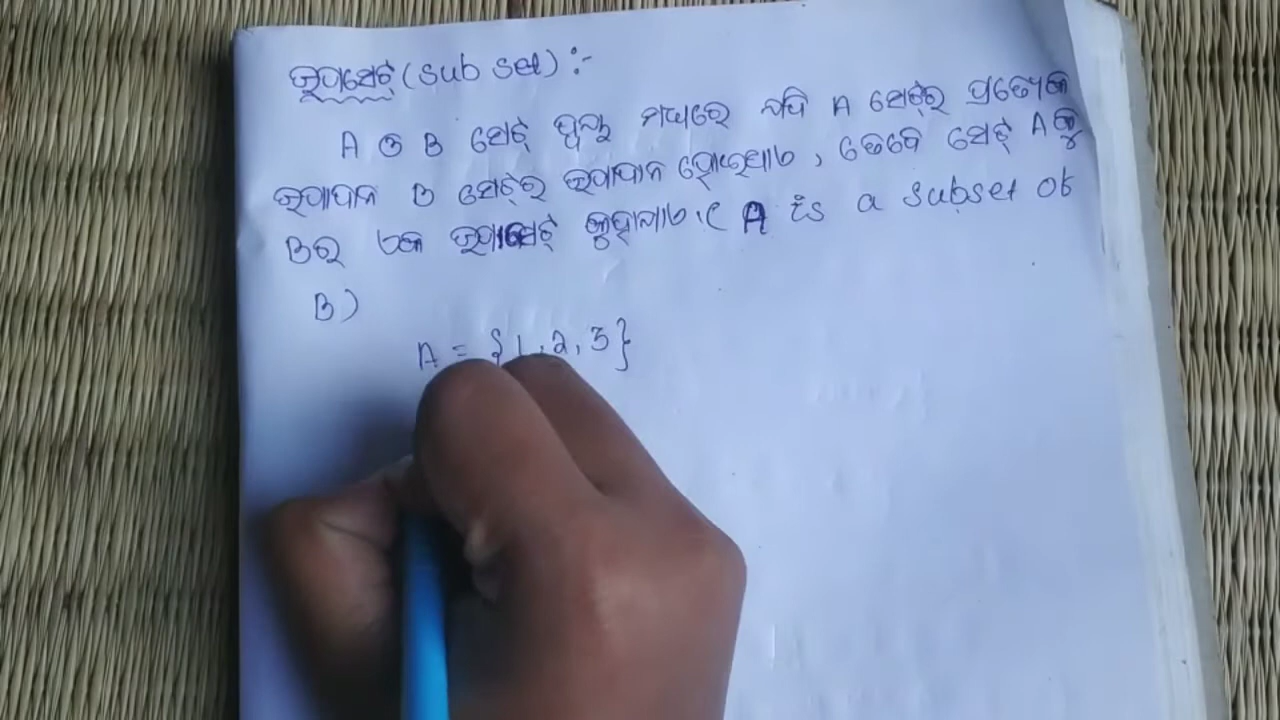 ଉପସେଟ୍ (Sub set) :-
A ଓ B ସେଟ୍ ଦ୍ୱୟ ମଧ୍ୟରେ ଯଦି A ସେଟ୍‌ର ପ୍ରତ୍ୟେକ
ଉପାଦାନ B ସେଟ୍‌ର ଉପାଦାନ ହୋଇଥାଏ , ତେବେ ସେଟ୍ A କୁ
B ର ଏକ ଉପସେଟ୍ କୁହାଯାଏ । ( A is a subset of
B )
A = {1, 2, 3}